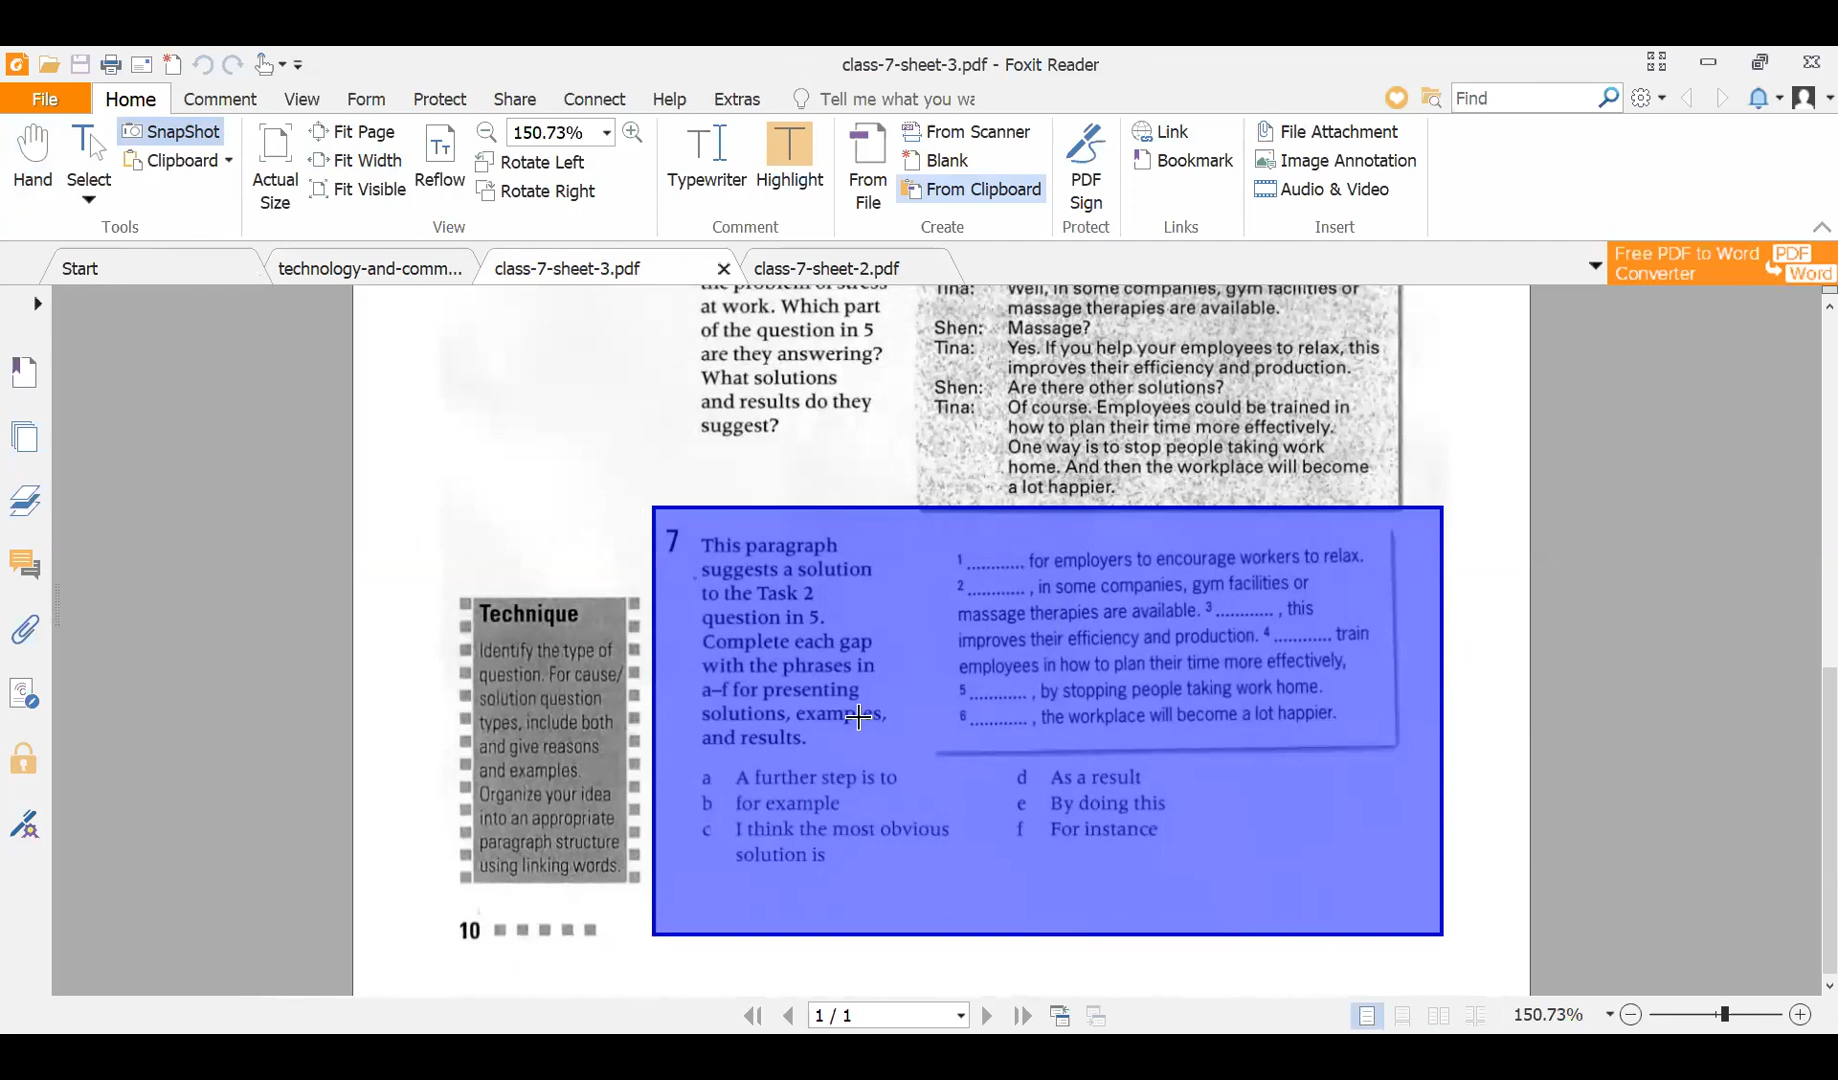 class-7-sheet-3.pdf - Foxit Reader
File Home Comment View Form Protect Share Connect Help Extras Tell me what you wa Find
SnapShot
Clipboard
Hand Select
Tools
Actual Size
Fit Page
Fit Width
Fit Visible
Reflow
150.73%
Rotate Left
Rotate Right
View
Typewriter Highlight
Comment
From File
From Scanner
Blank
From Clipboard
Create
PDF Sign
Protect
Link
Bookmark
Links
File Attachment
Image Annotation
Audio & Video
Insert
Start technology-and-comm... class-7-sheet-3.pdf class-7-sheet-2.pdf
Free PDF to Word
Converter
PDF
Word
the problem of stress
at work. Which part
of the question in 5
are they answering?
What solutions
and results do they
suggest?
Tina: Well, in some companies, gym facilities or
massage therapies are available.
Shen: Massage?
Tina: Yes. If you help your employees to relax, this
improves their efficiency and production.
Shen: Are there other solutions?
Tina: Of course. Employees could be trained in
how to plan their time more effectively.
One way is to stop people taking work
home. And then the workplace will become
a lot happier.
Technique
Identify the type of
question. For cause/
solution question
types, include both
and give reasons
and examples.
Organize your idea
into an appropriate
paragraph structure
using linking words.
7 This paragraph
suggests a solution
to the Task 2
question in 5.
Complete each gap
with the phrases in
a–f for presenting
solutions, examples,
and results.
1 ............ for employers to encourage workers to relax.
2 ............ , in some companies, gym facilities or
massage therapies are available. 3 ............ , this
improves their efficiency and production. 4 ............ train
employees in how to plan their time more effectively,
5 ............ , by stopping people taking work home.
6 ............ , the workplace will become a lot happier.
a A further step is to
b for example
c I think the most obvious
solution is
d As a result
e By doing this
f For instance
10
1 / 1
150.73%